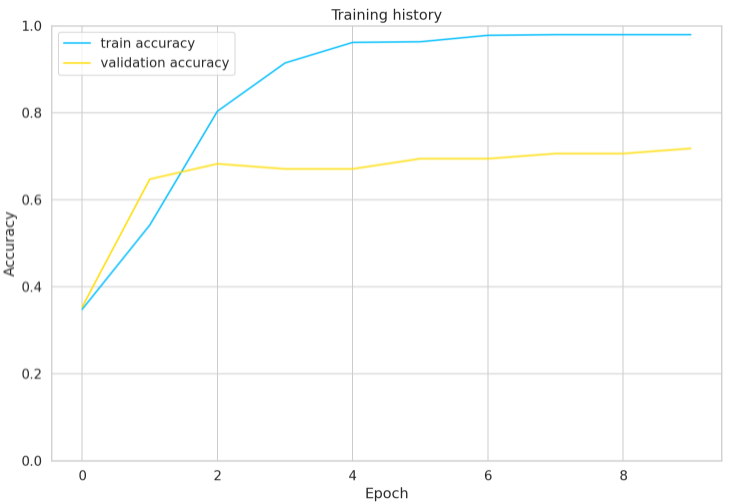 Training history
train accuracy
validation accuracy
1.0
0.8
0.6
0.4
0.2
0.0
Accuracy
0 2 4 6 8
Epoch